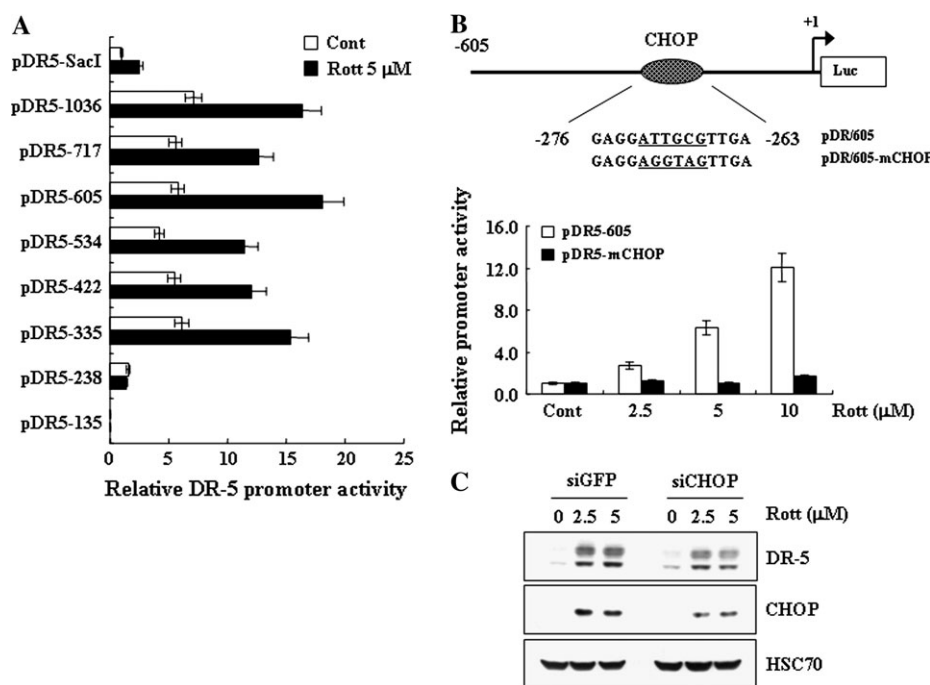 A
Cont
Rott 5 μM
pDR5-SacI
pDR5-1036
pDR5-717
pDR5-605
pDR5-534
pDR5-422
pDR5-335
pDR5-238
pDR5-135
0 5 10 15 20 25
Relative DR-5 promoter activity
B
-605
CHOP
+1
Luc
-276 GAGGATTGCGTTGA -263 pDR/605
GAGGAGGTAGTTGA pDR/605-mCHOP
Relative promoter activity
16.0
12.0
8.0
4.0
0.0
pDR5-605
pDR5-mCHOP
Cont 2.5 5 10 Rott (μM)
C
siGFP siCHOP
0 2.5 5 0 2.5 5 Rott (μM)
DR-5
CHOP
HSC70